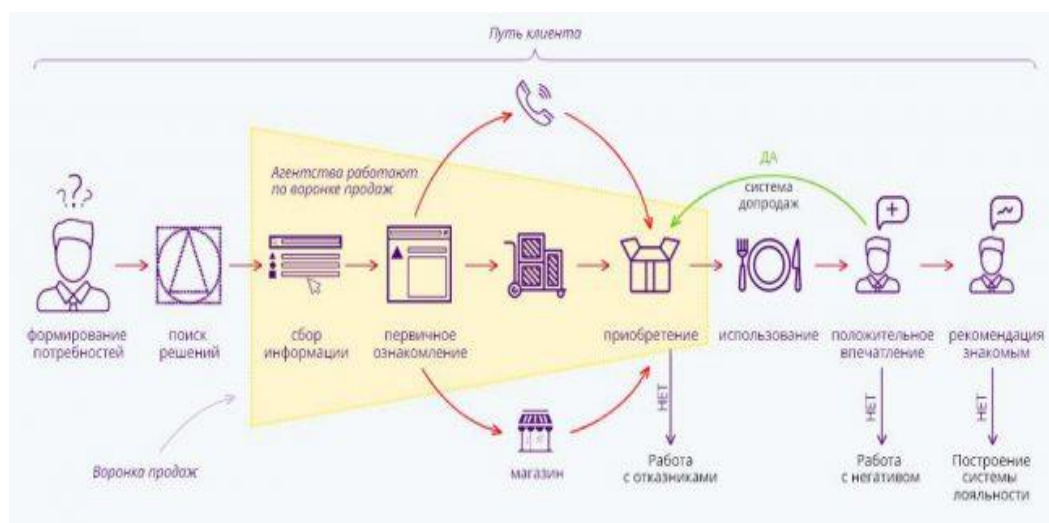 Путь клиента
Агентства работают
по воронке продаж
ДА
система
допродаж
формирование
потребностей
поиск
решений
сбор
информации
первичное
ознакомление
приобретение
использование
положительное
впечатление
рекомендация
знакомым
Воронка продаж
магазин
НЕТ
Работа
с отказниками
НЕТ
Работа
с негативом
НЕТ
Построение
системы
лояльности